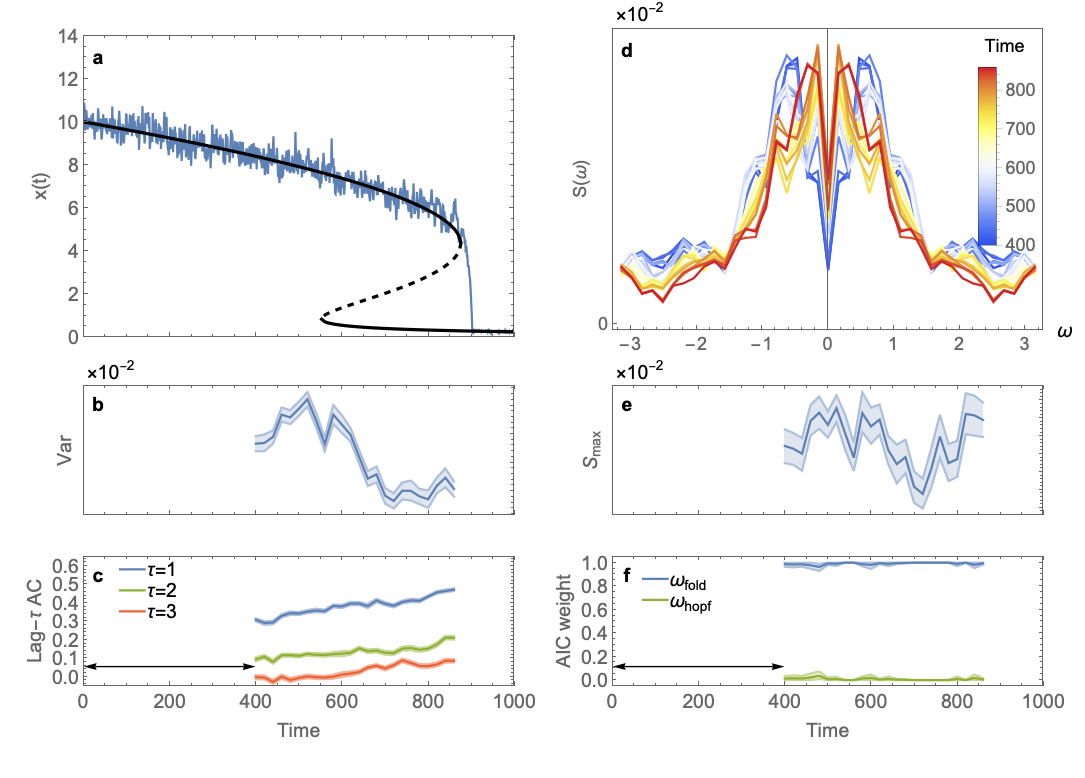 a
x(t)
14
12
10
8
6
4
2
0
×10⁻²
d
Time
800
700
600
500
400
S(ω)
0
−3
−2
−1
0
1
2
3
ω
×10⁻²
b
Var
×10⁻²
e
Smax
c
Lag−τ AC
0.6
0.5
0.4
0.3
0.2
0.1
0.0
τ=1
τ=2
τ=3
0
200
400
600
800
1000
Time
f
AIC weight
1.0
0.8
0.6
0.4
0.2
0.0
ωfold
ωhopf
0
200
400
600
800
1000
Time